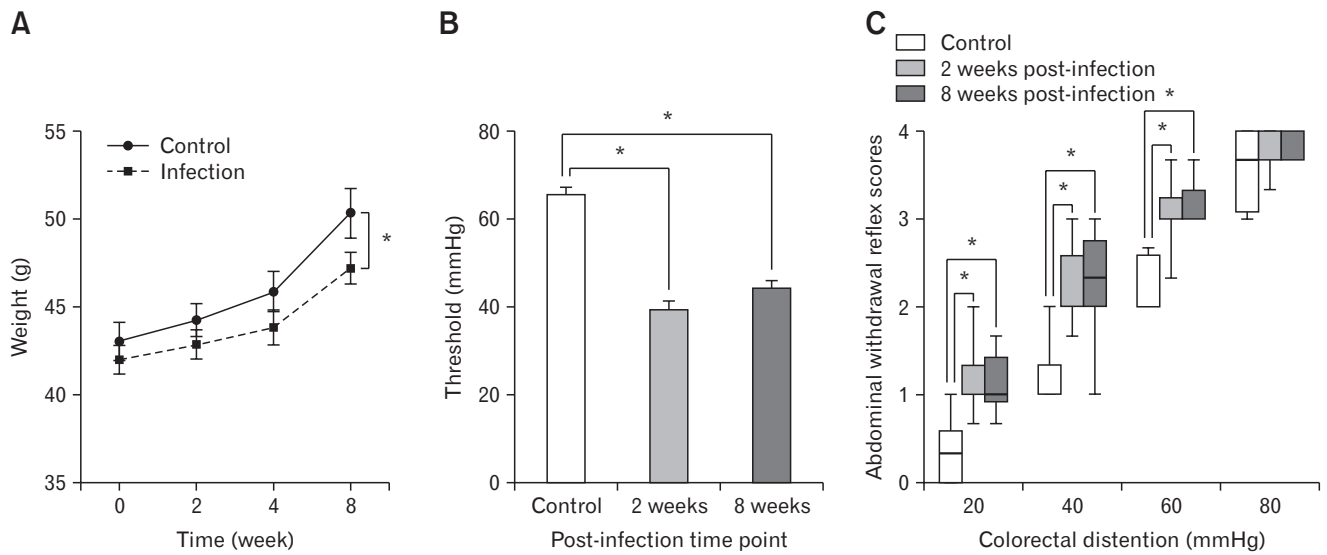 A
55
50
45
40
35
Weight (g)
Control
Infection
*
0 2 4 8
Time (week)
B
80
60
40
20
0
Threshold (mmHg)
*
*
Control 2 weeks 8 weeks
Post-infection time point
C
Control
2 weeks post-infection
8 weeks post-infection
4
3
2
1
0
Abdominal withdrawal reflex scores
*
*
*
*
*
*
20 40 60 80
Colorectal distention (mmHg)